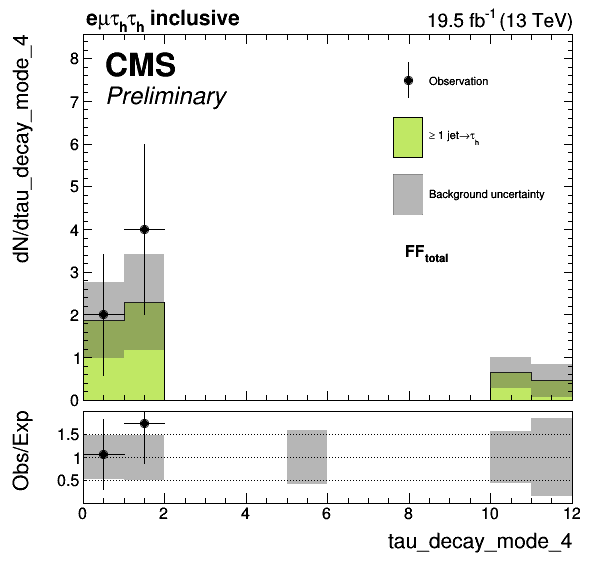 eμτhτh inclusive
19.5 fb-1 (13 TeV)
CMS
Preliminary
Observation
≥ 1 jet→τh
Background uncertainty
FFtotal
dN/dtau_decay_mode_4
8
7
6
5
4
3
2
1
0
Obs/Exp
1.5
1
0.5
0 2 4 6 8 10 12
tau_decay_mode_4